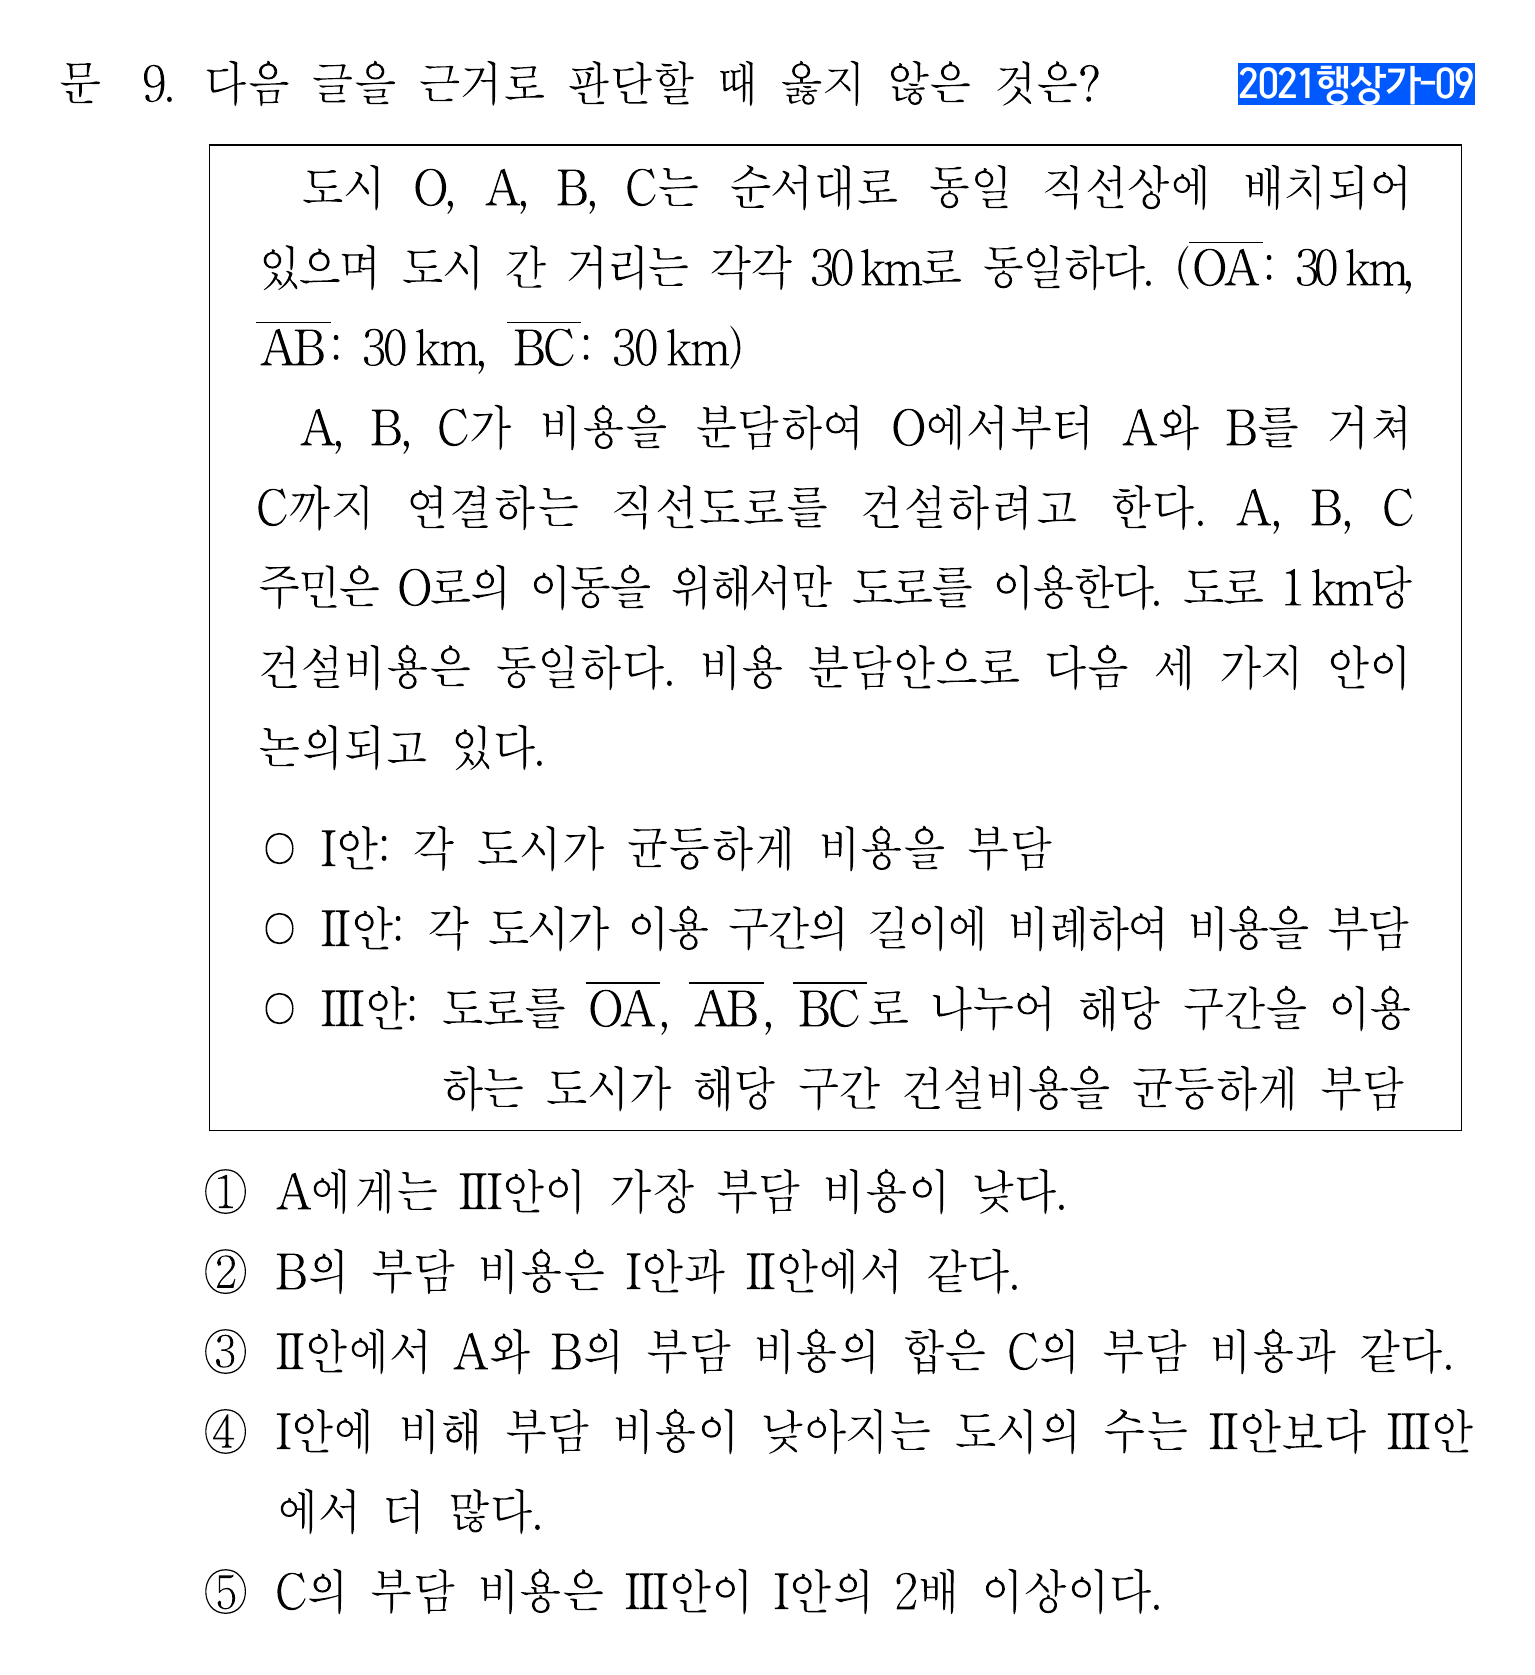 문 9. 다음 글을 근거로 판단할 때 옳지 않은 것은? 2021행상가-09
도시 O, A, B, C는 순서대로 동일 직선상에 배치되어
있으며 도시 간 거리는 각각 30km로 동일하다. (OA: 30km,
AB: 30km, BC: 30km)
A, B, C가 비용을 분담하여 O에서부터 A와 B를 거쳐
C까지 연결하는 직선도로를 건설하려고 한다. A, B, C
주민은 O로의 이동을 위해서만 도로를 이용한다. 도로 1km당
건설비용은 동일하다. 비용 분담안으로 다음 세 가지 안이
논의되고 있다.
○ Ⅰ안: 각 도시가 균등하게 비용을 부담
○ Ⅱ안: 각 도시가 이용 구간의 길이에 비례하여 비용을 부담
○ Ⅲ안: 도로를 OA, AB, BC로 나누어 해당 구간을 이용
하는 도시가 해당 구간 건설비용을 균등하게 부담
① A에게는 Ⅲ안이 가장 부담 비용이 낮다.
② B의 부담 비용은 Ⅰ안과 Ⅱ안에서 같다.
③ Ⅱ안에서 A와 B의 부담 비용의 합은 C의 부담 비용과 같다.
④ Ⅰ안에 비해 부담 비용이 낮아지는 도시의 수는 Ⅱ안보다 Ⅲ안
에서 더 많다.
⑤ C의 부담 비용은 Ⅲ안이 Ⅰ안의 2배 이상이다.